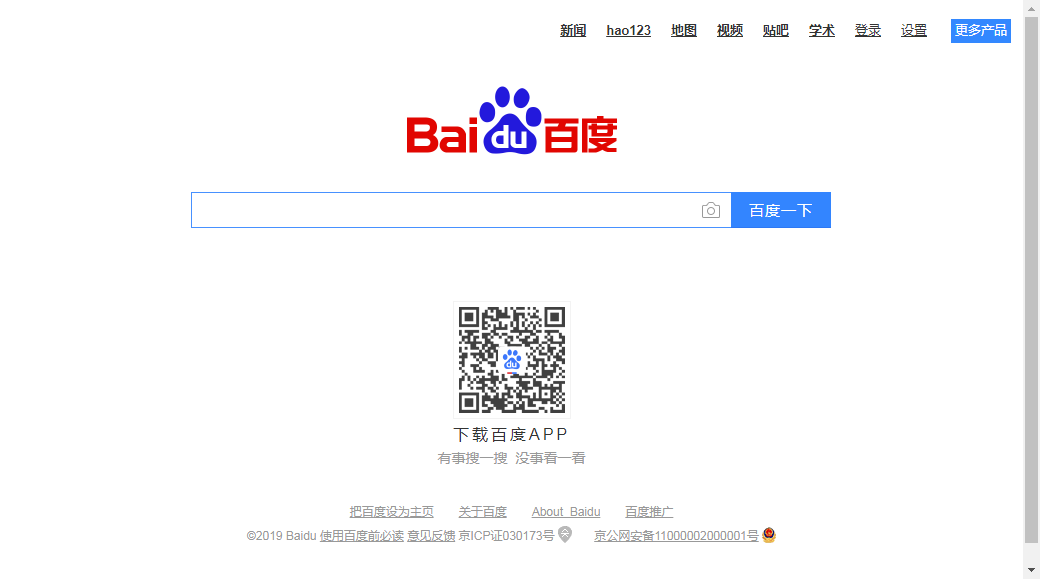 新闻 hao123 地图 视频 贴吧 学术 登录 设置 更多产品
Bai du 百度
百度一下
du
下载百度APP
有事搜一搜 没事看一看
把百度设为主页 关于百度 About Baidu 百度推广
©2019 Baidu 使用百度前必读 意见反馈 京ICP证030173号 京公网安备11000002000001号